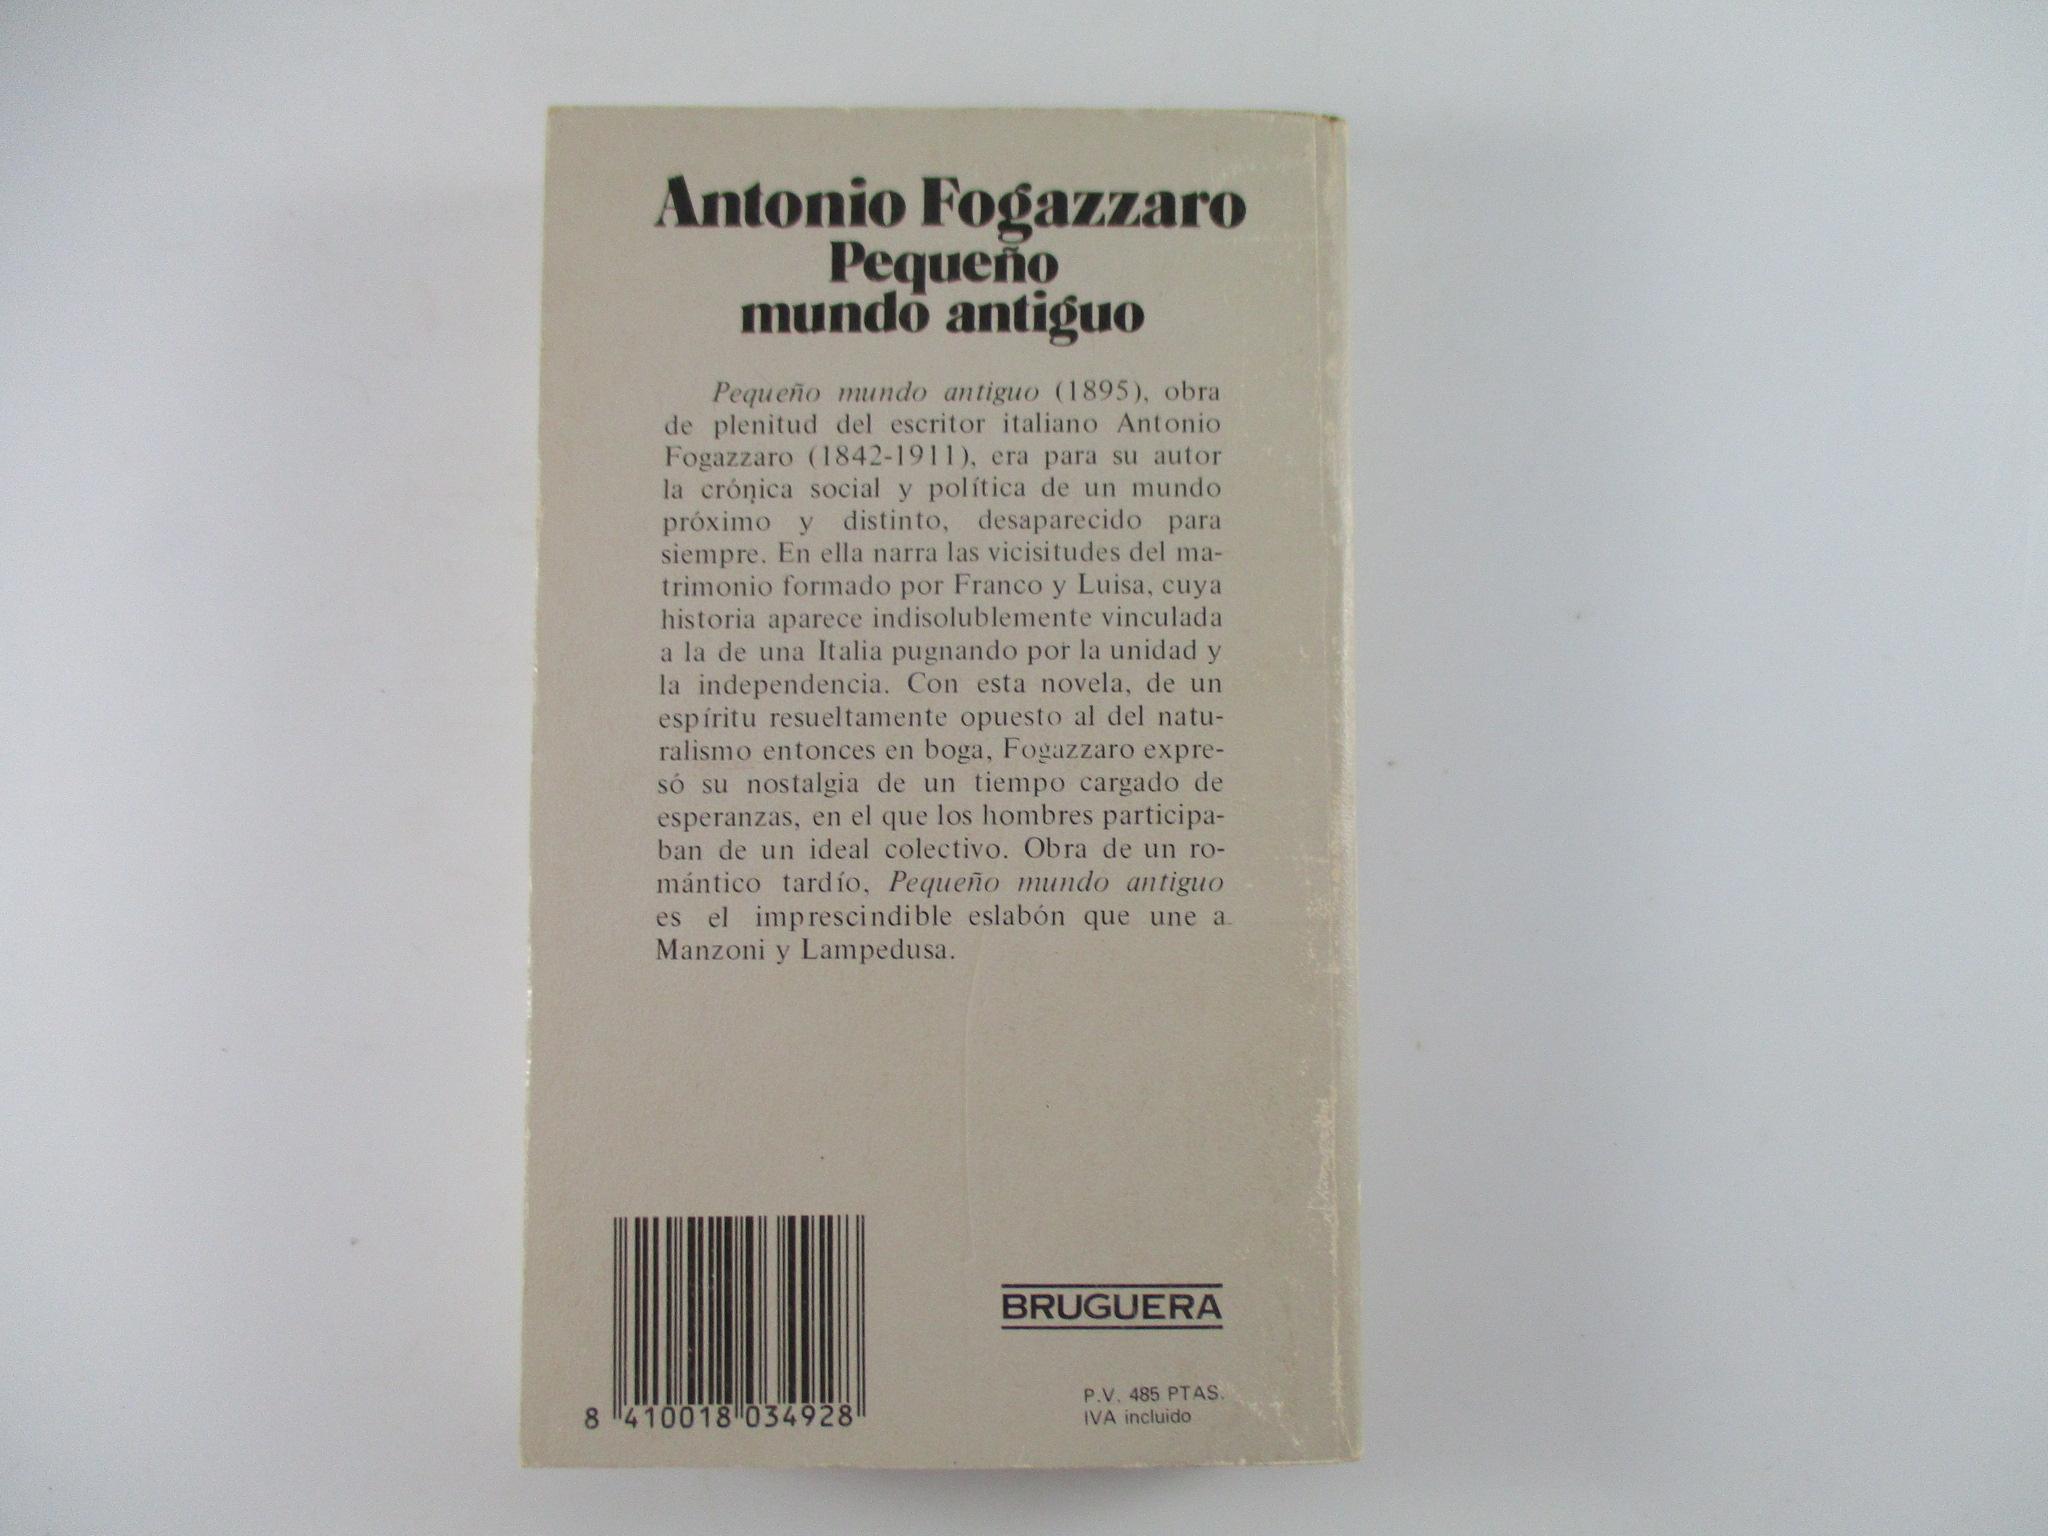 Antonio Fogazzaro
Pequeño
mundo antiguo
Pequeño mundo antiguo (1895), obra
de plenitud del escritor italiano Antonio
Fogazzaro (1842-1911), era para su autor
la crónica social y política de un mundo
próximo y distinto, desaparecido para
siempre. En ella narra las vicisitudes del ma-
trimonio formado por Franco y Luisa, cuya
historia aparece indisolublemente vinculada
a la de una Italia pugnando por la unidad y
la independencia. Con esta novela, de un
espíritu resueltamente opuesto al del natu-
ralismo entonces en boga, Fogazzaro expre-
só su nostalgia de un tiempo cargado de
esperanzas, en el que los hombres participa-
ban de un ideal colectivo. Obra de un ro-
mántico tardío, Pequeño mundo antiguo
es el imprescindible eslabón que une a
Manzoni y Lampedusa.
BRUGUERA
P.V. 485 PTAS.
IVA incluido
8 410018 034928